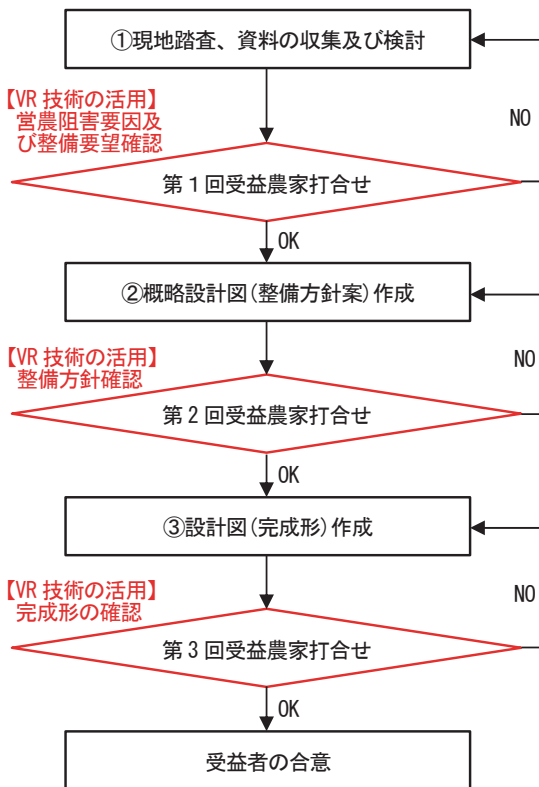 ①現地踏査、資料の収集及び検討
【VR 技術の活用】
営農阻害要因及
び整備要望確認
NO
第１回受益農家打合せ
OK
②概略設計図(整備方針案)作成
【VR 技術の活用】
整備方針確認
NO
第２回受益農家打合せ
OK
③設計図(完成形)作成
【VR 技術の活用】
完成形の確認
NO
第３回受益農家打合せ
OK
受益者の合意